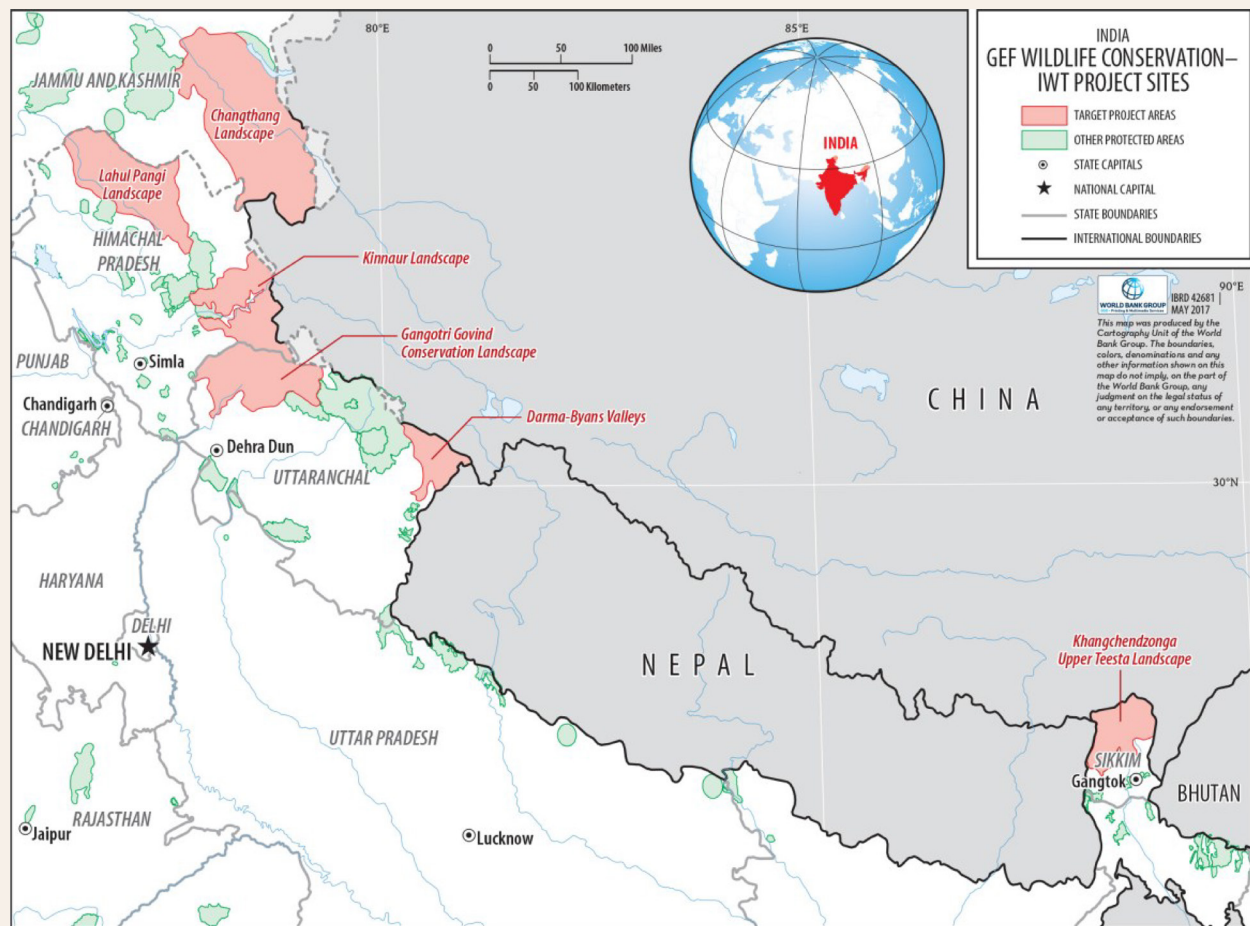 INDIA
GEF WILDLIFE CONSERVATION–
IWT PROJECT SITES
TARGET PROJECT AREAS
OTHER PROTECTED AREAS
STATE CAPITALS
NATIONAL CAPITAL
STATE BOUNDARIES
INTERNATIONAL BOUNDARIES
80°E
85°E
0 50 100 Miles
0 50 100 Kilometers
INDIA
JAMMU AND KASHMIR
Changthang
Landscape
Lahul Pangi
Landscape
HIMACHAL
PRADESH
Kinnaur Landscape
90°E
WORLD BANK GROUP
Printing & Multimedia Services
IBRD 42681 |
MAY 2017
This map was produced by the
Cartography Unit of the World
Bank Group. The boundaries,
colors, denominations and any
other information shown on this
map do not imply, on the part of
the World Bank Group, any
judgment on the legal status of
any territory, or any endorsement
or acceptance of such boundaries.
Gangotri Govind
Conservation Landscape
PUNJAB
Simla
Chandigarh
CHANDIGARH
CHINA
Darma-Byans Valleys
Dehra Dun
UTTARANCHAL
30°N
HARYANA
DELHI
NEW DELHI
NEPAL
Khangchendzonga
Upper Teesta Landscape
UTTAR PRADESH
SIKKIM
Gangtok
BHUTAN
RAJASTHAN
Jaipur
Lucknow